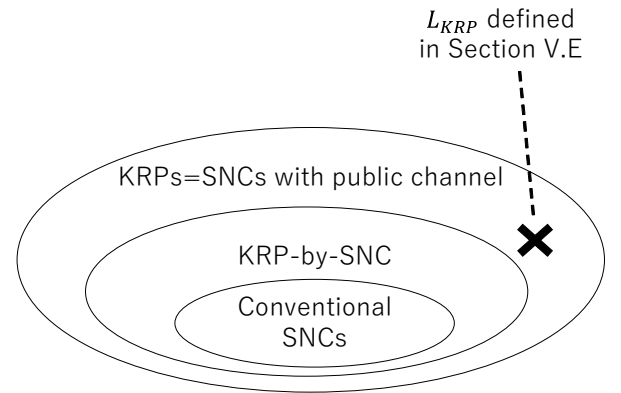 L_KRP defined
in Section V.E
KRPs=SNCs with public channel
KRP-by-SNC
Conventional
SNCs